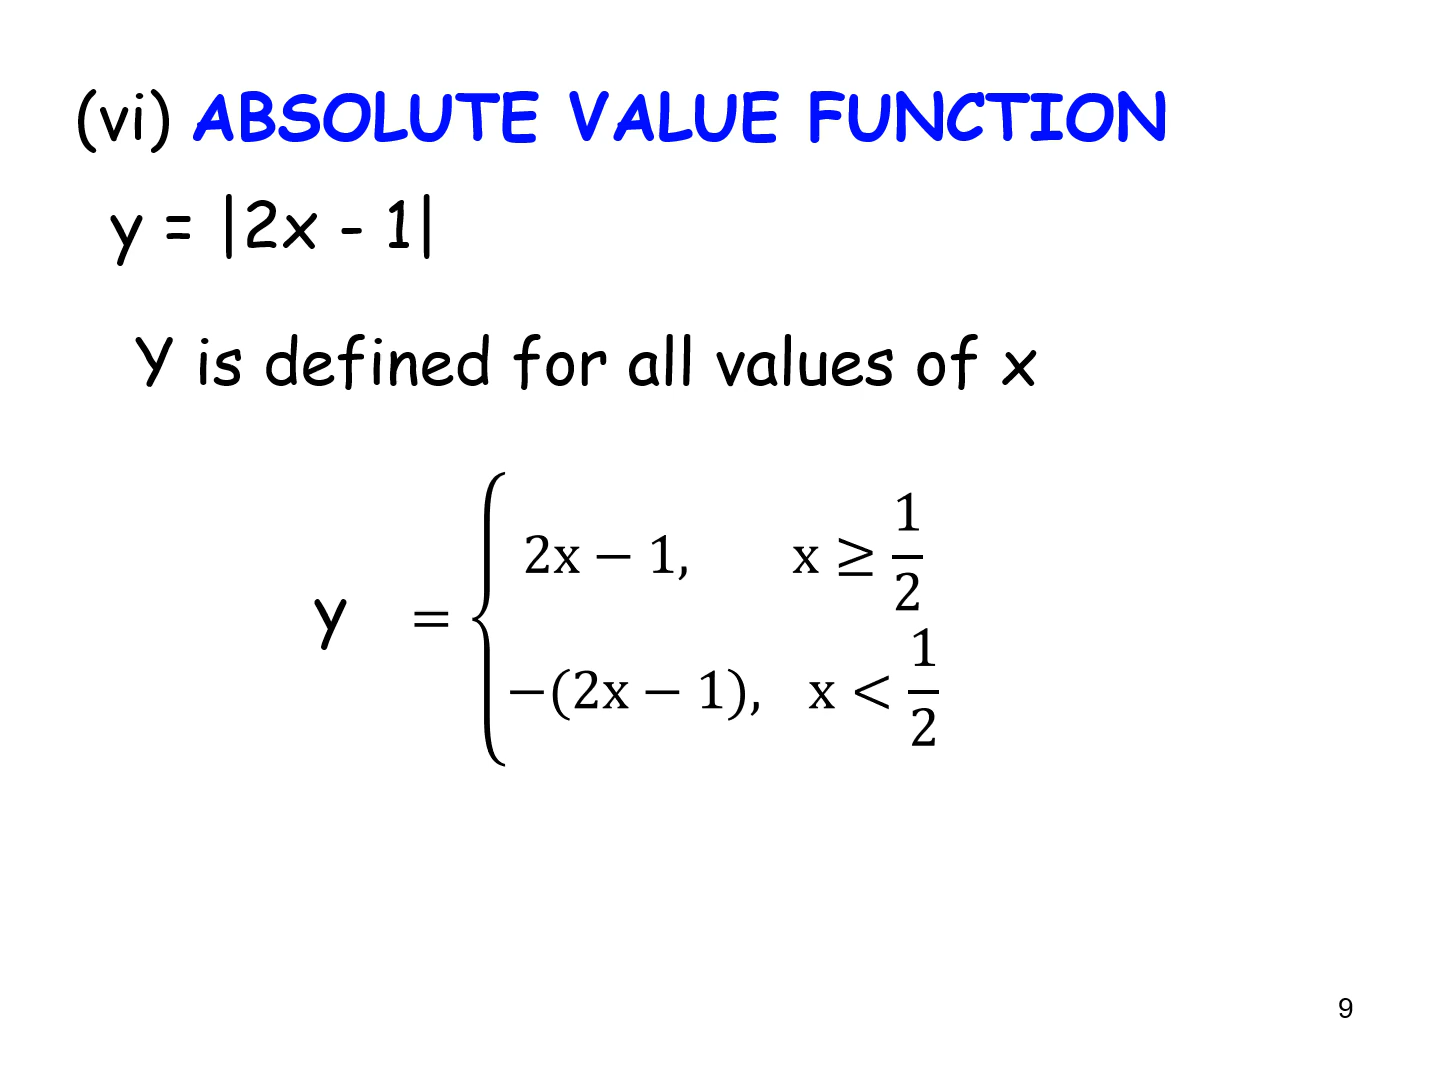 (vi) ABSOLUTE VALUE FUNCTION
y = |2x - 1|
Y is defined for all values of x
y = { 2x − 1, x ≥ 1/2
−(2x − 1), x < 1/2
9